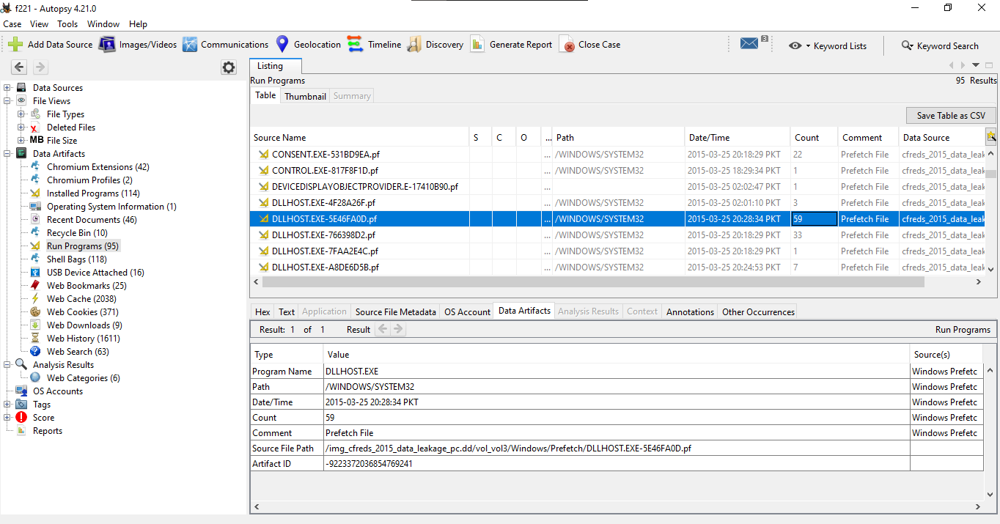 f221 - Autopsy 4.21.0
Case View Tools Window Help
Add Data Source Images/Videos Communications Geolocation Timeline Discovery Generate Report Close Case 3 Keyword Lists Keyword Search
Data Sources
File Views
File Types
Deleted Files
MB File Size
Data Artifacts
Chromium Extensions (42)
Chromium Profiles (2)
Installed Programs (114)
Operating System Information (1)
Recent Documents (46)
Recycle Bin (10)
Run Programs (95)
Shell Bags (118)
USB Device Attached (16)
Web Bookmarks (25)
Web Cache (2038)
Web Cookies (371)
Web Downloads (9)
Web History (1611)
Web Search (63)
Analysis Results
Web Categories (6)
OS Accounts
Tags
Score
Reports
Listing
Run Programs 95 Results
Table Thumbnail Summary
Save Table as CSV
Source Name S C O ... Path Date/Time Count Comment Data Source
CONSENT.EXE-531BD9EA.pf ... /WINDOWS/SYSTEM32 2015-03-25 20:18:29 PKT 22 Prefetch File cfreds_2015_data_leak
CONTROL.EXE-817F8F1D.pf ... /WINDOWS/SYSTEM32 2015-03-25 18:29:34 PKT 1 Prefetch File cfreds_2015_data_leak
DEVICEDISPLAYOBJECTPROVIDER.E-17410B90.pf ... 2015-03-25 02:02:47 PKT 1 Prefetch File cfreds_2015_data_leak
DLLHOST.EXE-4F28A26F.pf ... /WINDOWS/SYSTEM32 2015-03-25 02:01:10 PKT 3 Prefetch File cfreds_2015_data_leak
DLLHOST.EXE-5E46FA0D.pf ... /WINDOWS/SYSTEM32 2015-03-25 20:28:34 PKT 59 Prefetch File cfreds_2015_data_leak
DLLHOST.EXE-766398D2.pf ... /WINDOWS/SYSTEM32 2015-03-25 20:18:29 PKT 33 Prefetch File cfreds_2015_data_leak
DLLHOST.EXE-7FAA2E4C.pf ... /WINDOWS/SYSTEM32 2015-03-25 20:18:29 PKT 1 Prefetch File cfreds_2015_data_leak
DLLHOST.EXE-A8DE6D5B.pf ... /WINDOWS/SYSTEM32 2015-03-25 20:24:53 PKT 7 Prefetch File cfreds_2015_data_leak
Hex Text Application Source File Metadata OS Account Data Artifacts Analysis Results Context Annotations Other Occurrences
Result: 1 of 1 Result Run Programs
Type Value Source(s)
Program Name DLLHOST.EXE Windows Prefetc
Path /WINDOWS/SYSTEM32 Windows Prefetc
Date/Time 2015-03-25 20:28:34 PKT Windows Prefetc
Count 59 Windows Prefetc
Comment Prefetch File Windows Prefetc
Source File Path /img_cfreds_2015_data_leakage_pc.dd/vol_vol3/Windows/Prefetch/DLLHOST.EXE-5E46FA0D.pf
Artifact ID -9223372036854769241